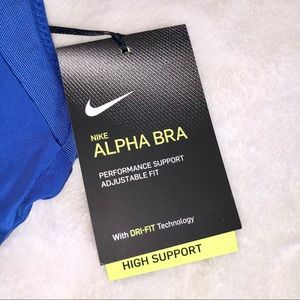 NIKE
ALPHA BRA
PERFORMANCE SUPPORT
ADJUSTABLE FIT
With DRI-FIT Technology
HIGH SUPPORT